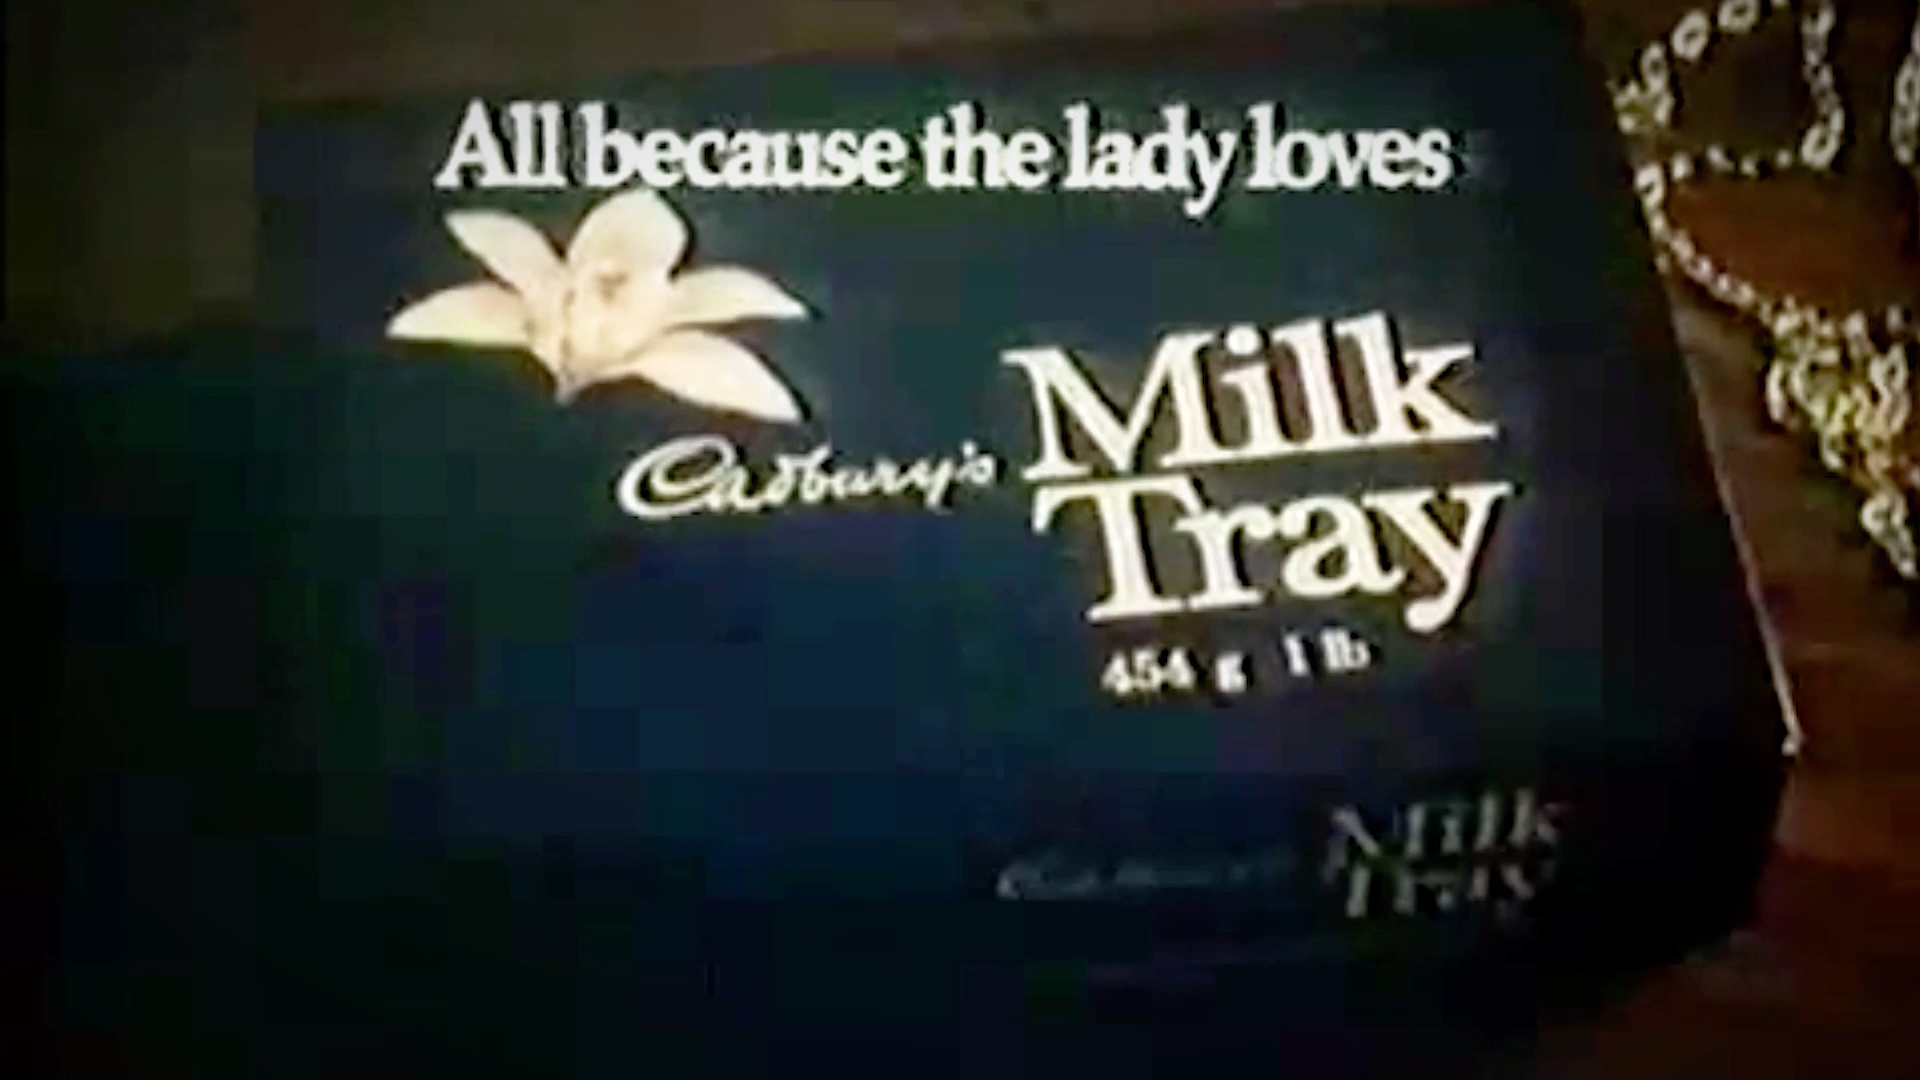 All because the lady loves
Cadbury's
Milk
Tray
454 g 1 lb
Milk
Tray